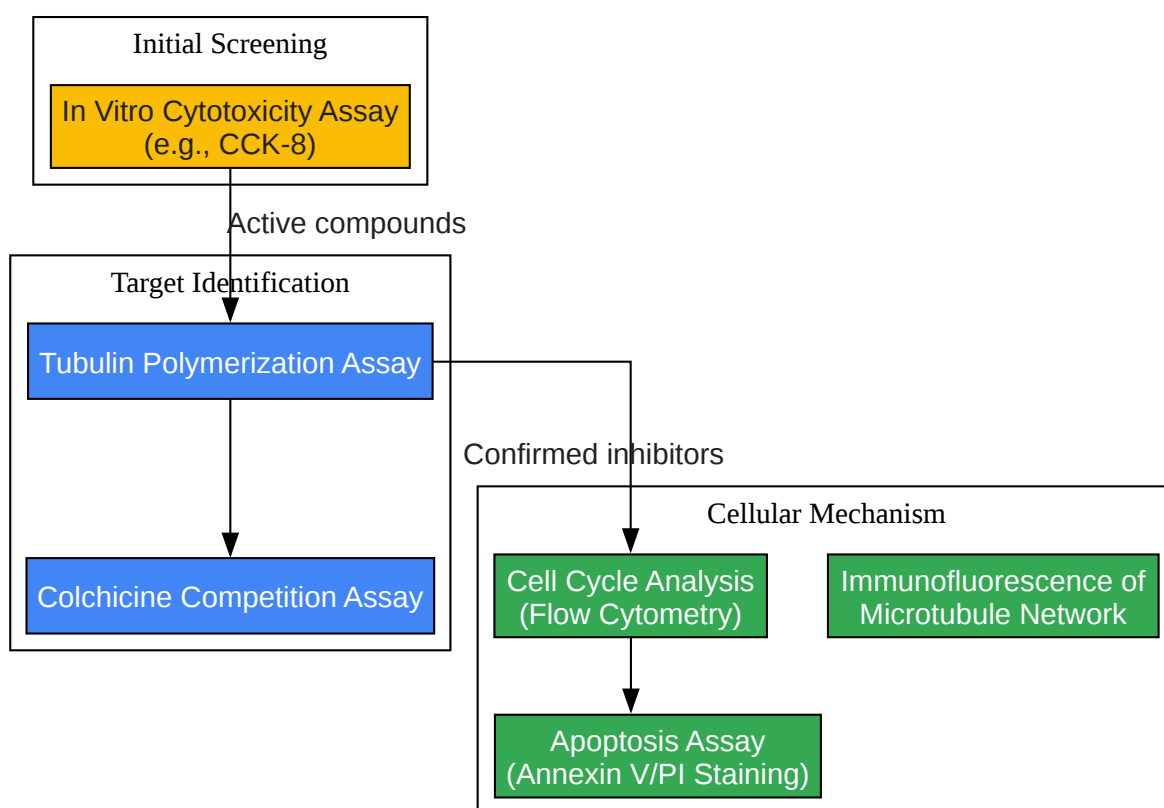 Initial Screening
In Vitro Cytotoxicity Assay
(e.g., CCK-8)
Active compounds
Target Identification
Tubulin Polymerization Assay
Confirmed inhibitors
Colchicine Competition Assay
Cellular Mechanism
Cell Cycle Analysis
(Flow Cytometry)
Immunofluorescence of
Microtubule Network
Apoptosis Assay
(Annexin V/PI Staining)